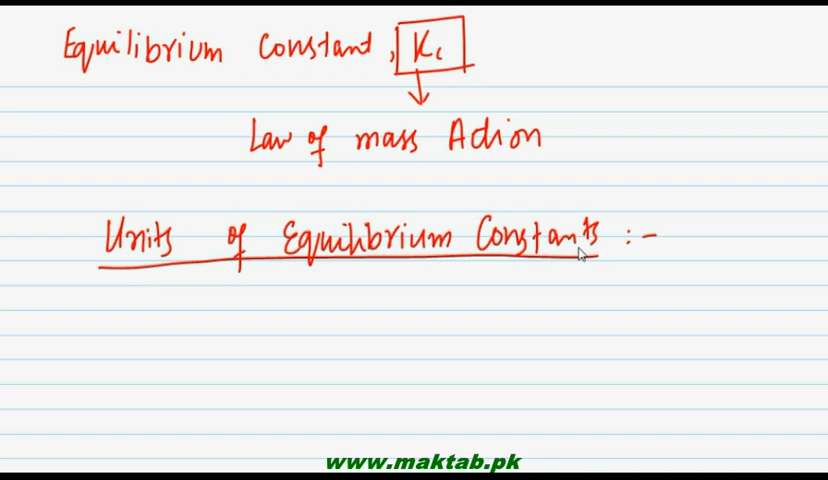 Equilibrium Constant, Kc
Law of mass Action
Units of Equilibrium Constants :-
www.maktab.pk